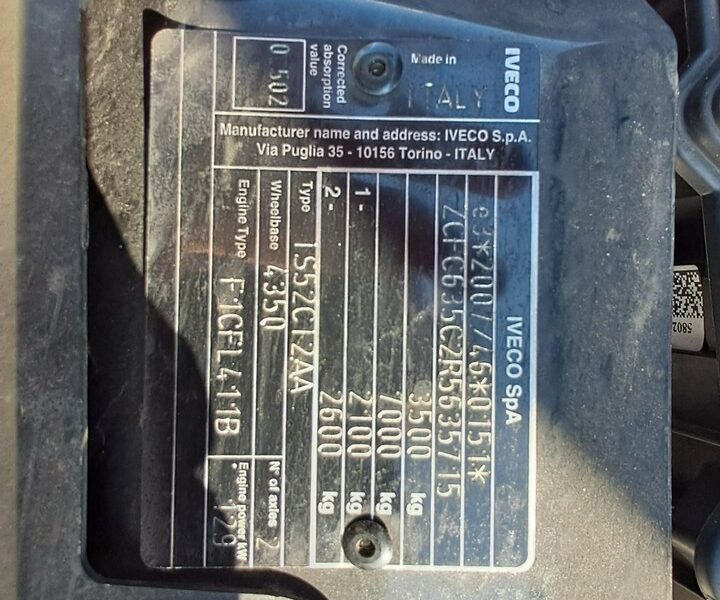 IVECO
Made in
ITALY
Corrected absorption value
0 502
Manufacturer name and address: IVECO S.p.A.
Via Puglia 35 - 10156 Torino - ITALY
IVECO SpA
e3*2007/46*0151*
ZCFC635C2R5635715
3500 kg
7000 kg
1 - 2100 kg
2 - 2600 kg
Type IS52CI2AA
Wheelbase 4350 N° of axles 2
Engine Type F1CFL411B Engine power kW 129
5802